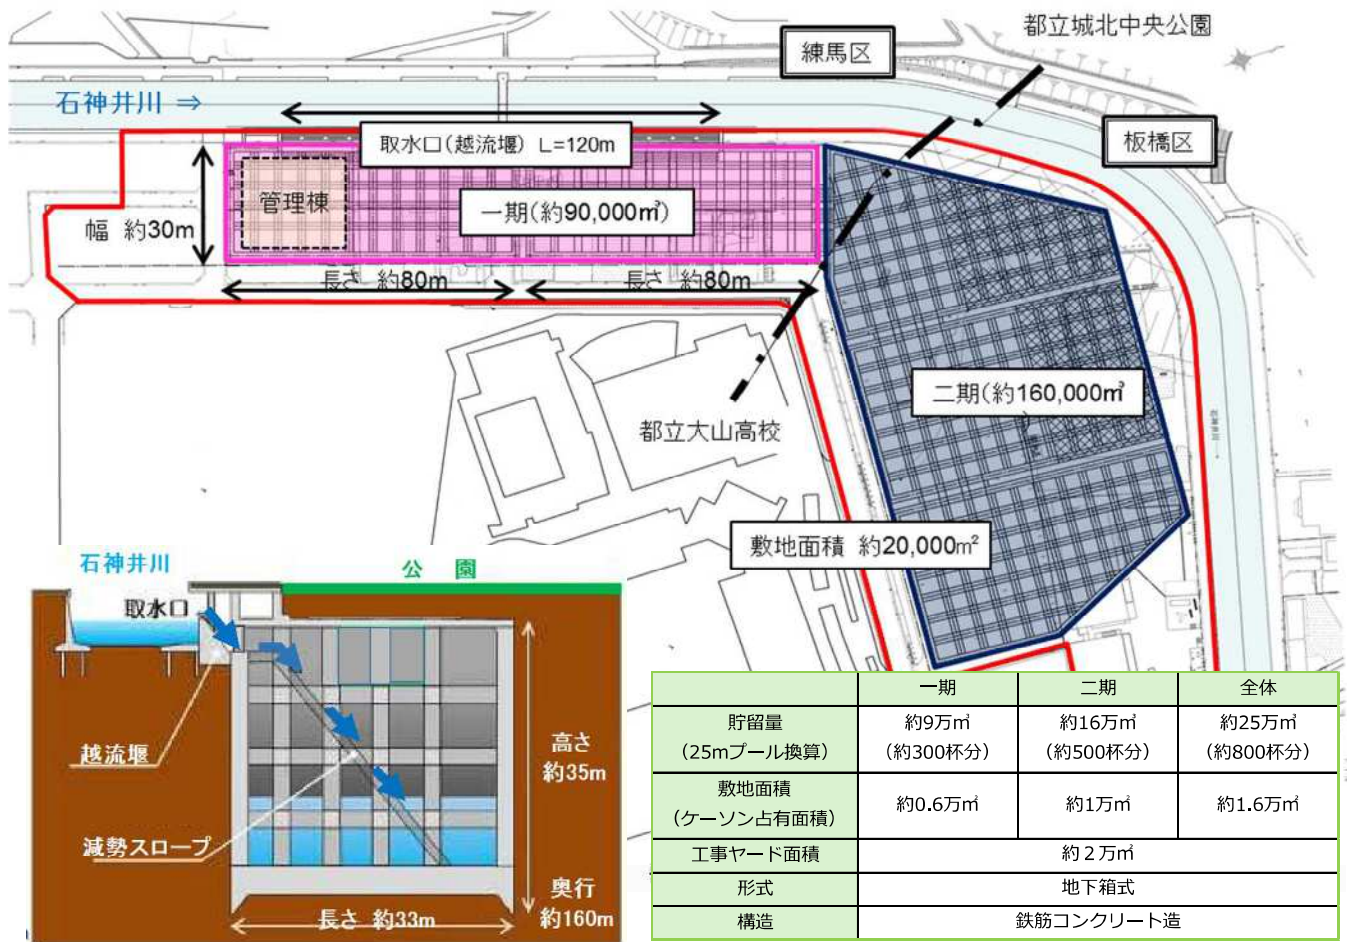 都立城北中央公園
練馬区
石神井川 ⇒
取水口(越流堰) L=120m
板橋区
管理棟
一期(約90,000㎥)
幅 約30m
長さ 約80m
長さ 約80m
二期(約160,000㎥
都立大山高校
敷地面積 約20,000m²
石神井川
公 園
取水口
越流堰
高さ
約35m
減勢スロープ
奥行
約160m
長さ 約33m
一期 二期 全体
貯留量
(25mプール換算)
約9万㎥
(約300杯分)
約16万㎥
(約500杯分)
約25万㎥
(約800杯分)
敷地面積
(ケーソン占有面積)
約0.6万㎡ 約1万㎡ 約1.6万㎡
工事ヤード面積 約２万㎡
形式 地下箱式
構造 鉄筋コンクリート造